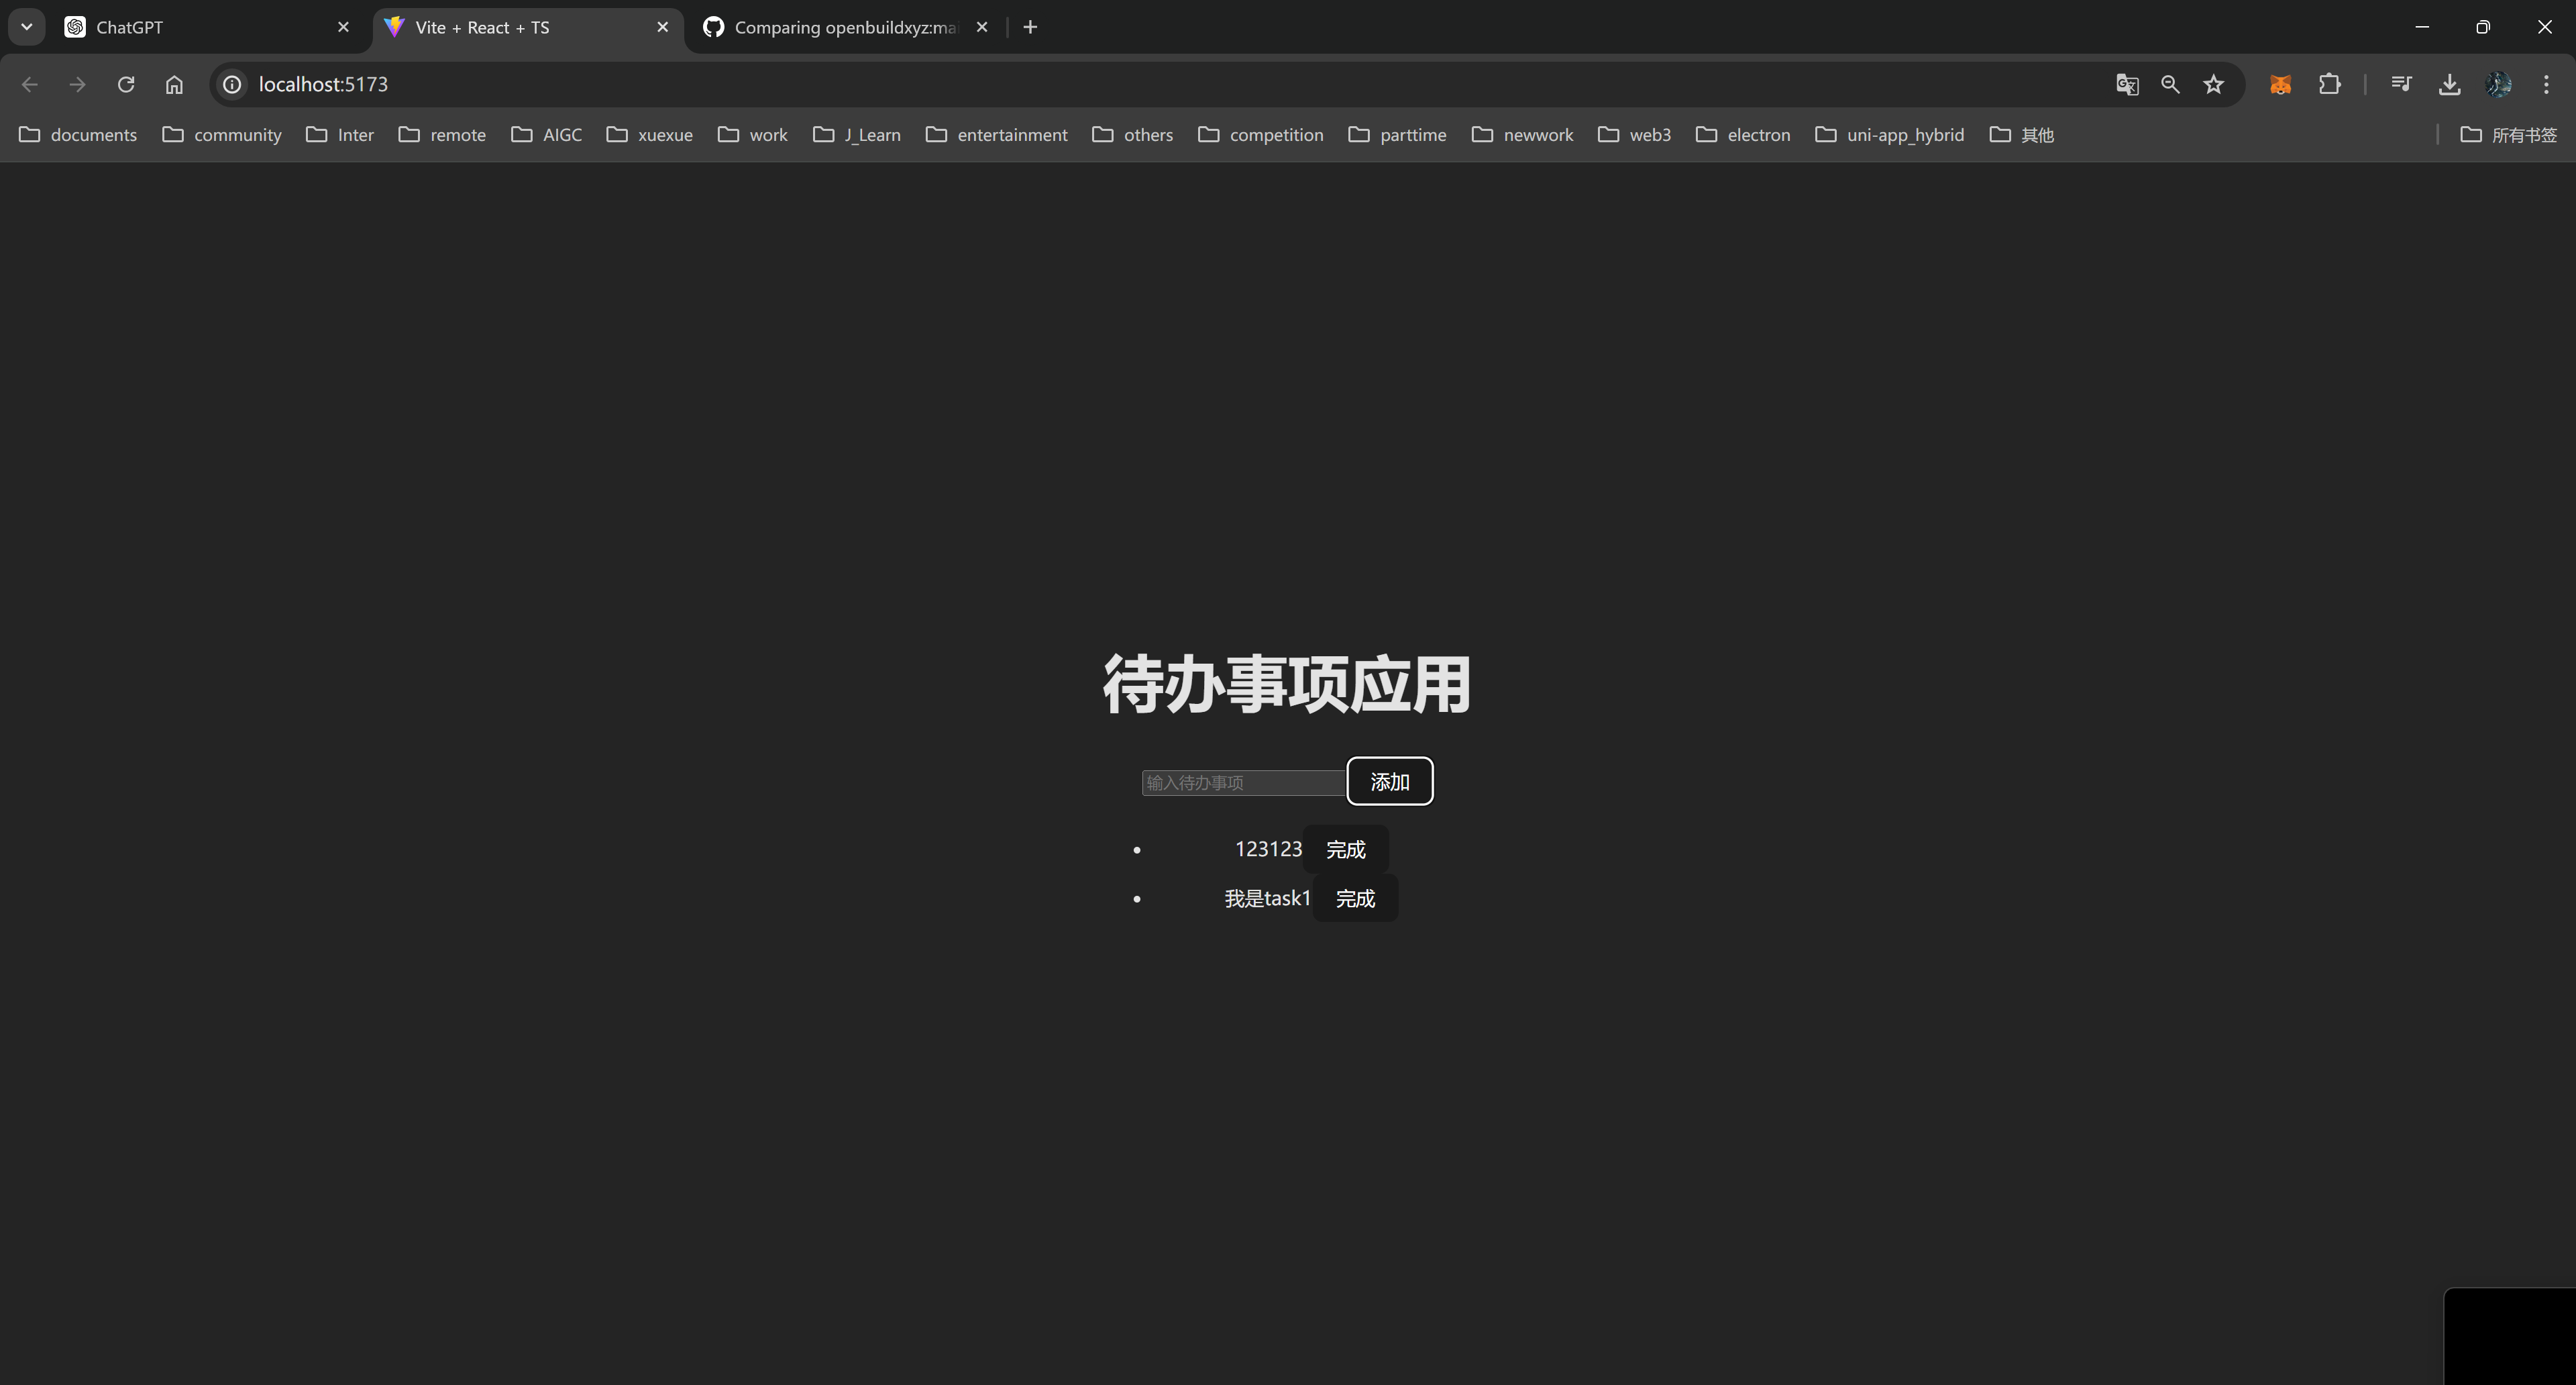 ChatGPT
Vite + React + TS
Comparing openbuildxyz:ma
localhost:5173
documents
community
Inter
remote
AIGC
xuexue
work
J_Learn
entertainment
others
competition
parttime
newwork
web3
electron
uni-app_hybrid
其他
所有书签
待办事项应用
输入待办事项
添加
123123 完成
我是task1 完成